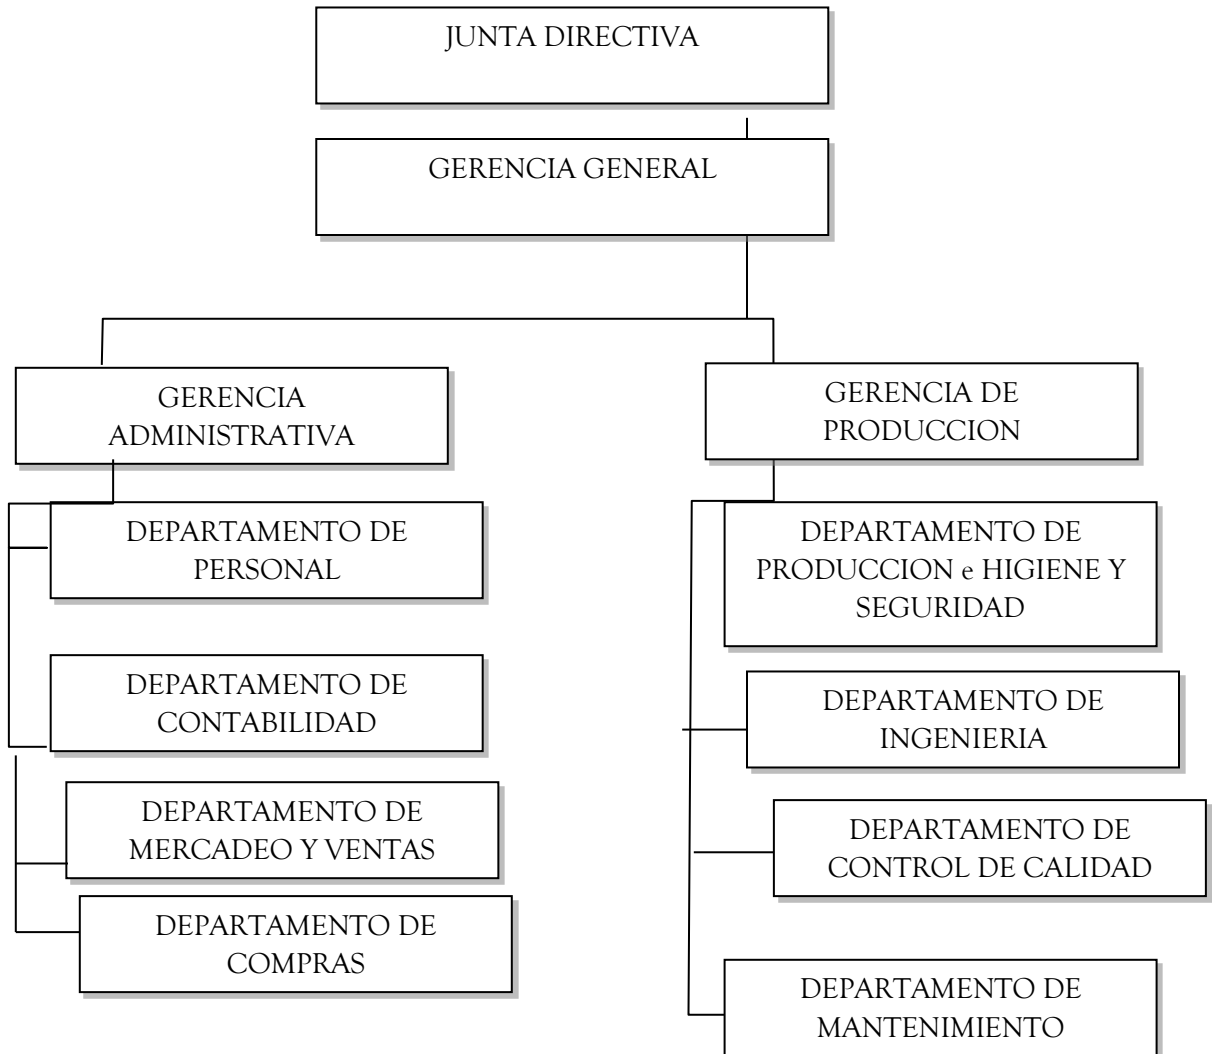 JUNTA DIRECTIVA
GERENCIA GENERAL
GERENCIA
ADMINISTRATIVA
DEPARTAMENTO DE
PERSONAL
DEPARTAMENTO DE
CONTABILIDAD
DEPARTAMENTO DE
MERCADEO Y VENTAS
DEPARTAMENTO DE
COMPRAS
GERENCIA DE
PRODUCCION
DEPARTAMENTO DE
PRODUCCION e HIGIENE Y
SEGURIDAD
DEPARTAMENTO DE
INGENIERIA
DEPARTAMENTO DE
CONTROL DE CALIDAD
DEPARTAMENTO DE
MANTENIMIENTO